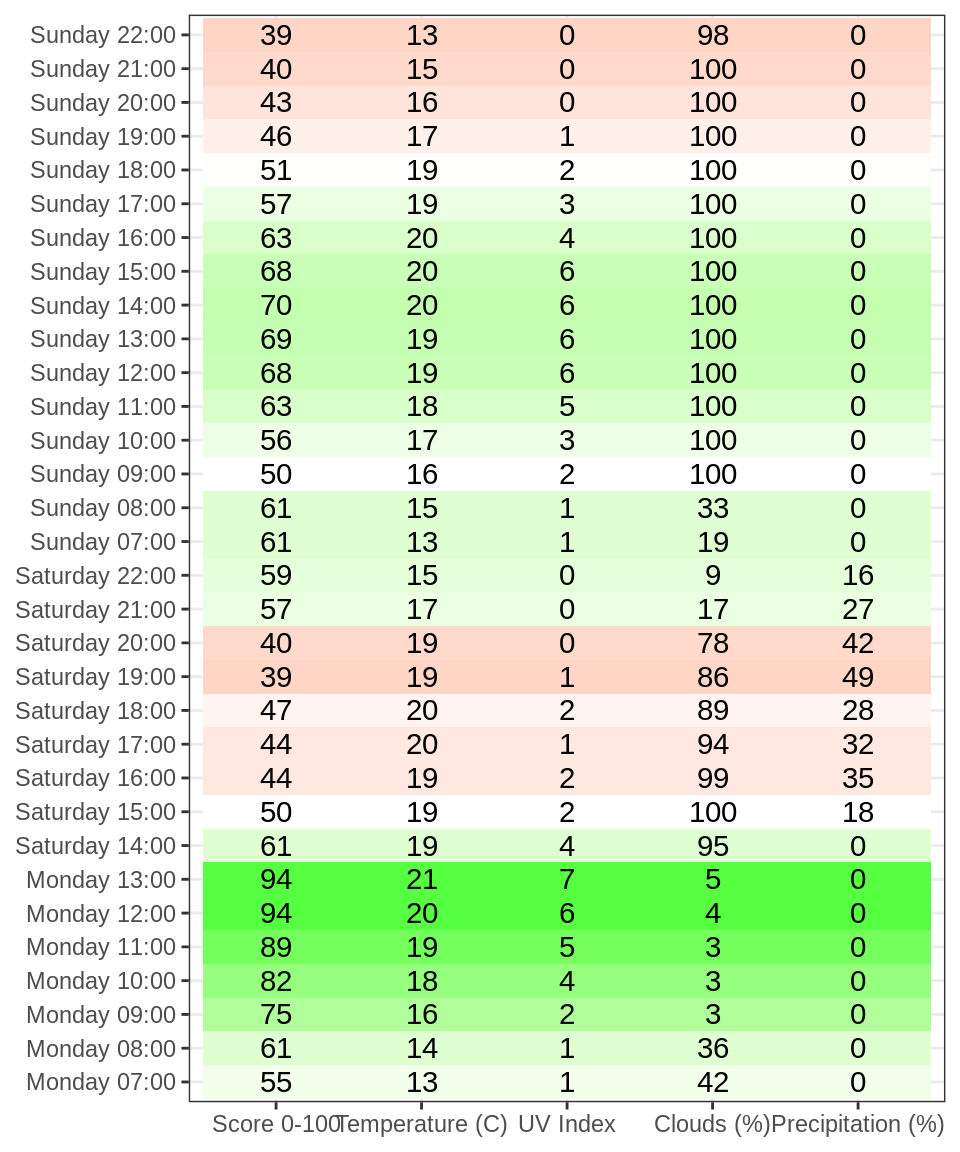 Sunday 22:00 39 13 0 98 0
Sunday 21:00 40 15 0 100 0
Sunday 20:00 43 16 0 100 0
Sunday 19:00 46 17 1 100 0
Sunday 18:00 51 19 2 100 0
Sunday 17:00 57 19 3 100 0
Sunday 16:00 63 20 4 100 0
Sunday 15:00 68 20 6 100 0
Sunday 14:00 70 20 6 100 0
Sunday 13:00 69 19 6 100 0
Sunday 12:00 68 19 6 100 0
Sunday 11:00 63 18 5 100 0
Sunday 10:00 56 17 3 100 0
Sunday 09:00 50 16 2 100 0
Sunday 08:00 61 15 1 33 0
Sunday 07:00 61 13 1 19 0
Saturday 22:00 59 15 0 9 16
Saturday 21:00 57 17 0 17 27
Saturday 20:00 40 19 0 78 42
Saturday 19:00 39 19 1 86 49
Saturday 18:00 47 20 2 89 28
Saturday 17:00 44 20 1 94 32
Saturday 16:00 44 19 2 99 35
Saturday 15:00 50 19 2 100 18
Saturday 14:00 61 19 4 95 0
Monday 13:00 94 21 7 5 0
Monday 12:00 94 20 6 4 0
Monday 11:00 89 19 5 3 0
Monday 10:00 82 18 4 3 0
Monday 09:00 75 16 2 3 0
Monday 08:00 61 14 1 36 0
Monday 07:00 55 13 1 42 0
Score 0-100 Temperature (C) UV Index Clouds (%) Precipitation (%)